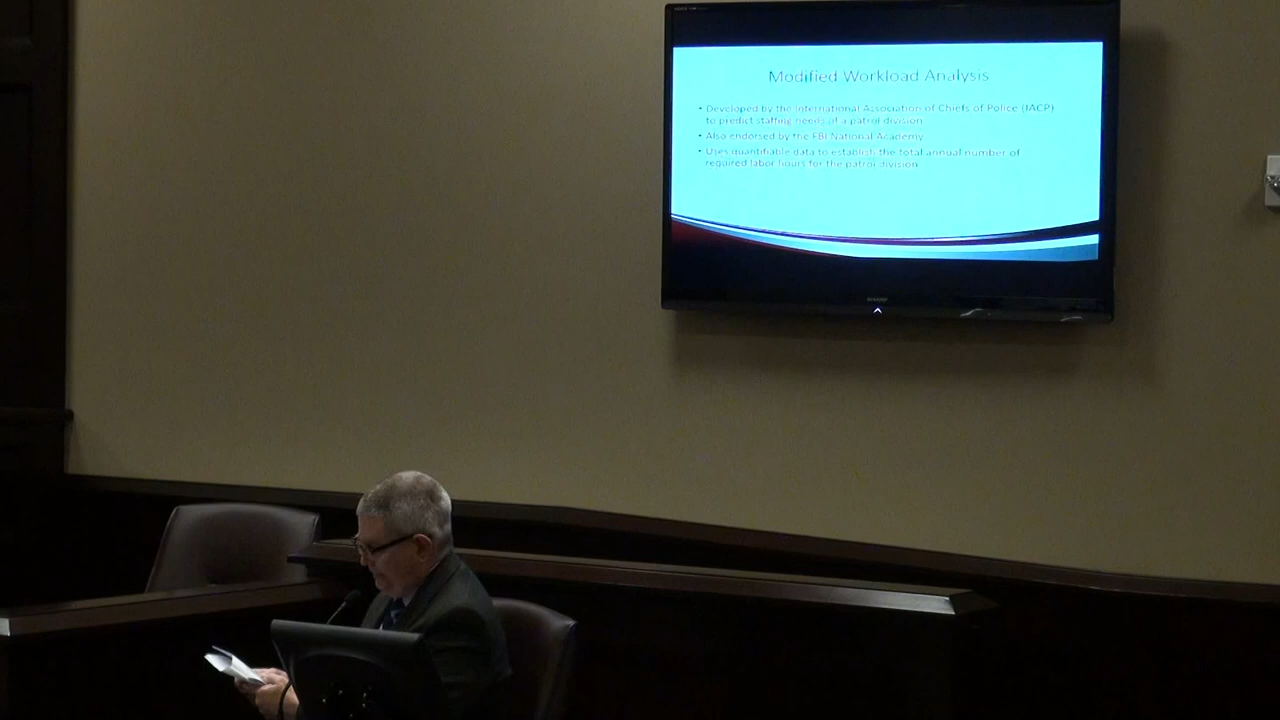 Modified Workload Analysis
• Developed by the International Association of Chiefs of Police (IACP)
to predict staffing needs of a patrol division
• Also endorsed by the FBI National Academy
• Uses quantifiable data to establish the total annual number of
required labor hours for the patrol division
SHARP